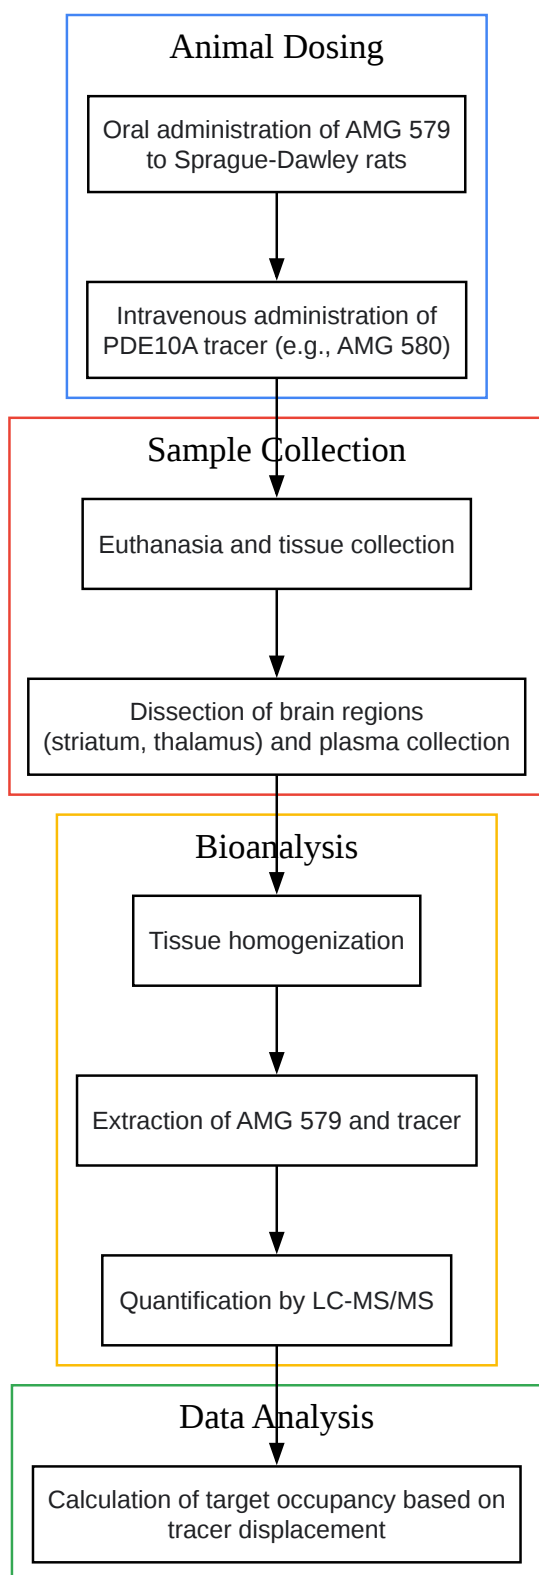 Animal Dosing
Oral administration of AMG 579
to Sprague-Dawley rats
Intravenous administration of
PDE10A tracer (e.g., AMG 580)
Sample Collection
Euthanasia and tissue collection
Dissection of brain regions
(striatum, thalamus) and plasma collection
Bioanalysis
Tissue homogenization
Extraction of AMG 579 and tracer
Quantification by LC-MS/MS
Data Analysis
Calculation of target occupancy based on
tracer displacement